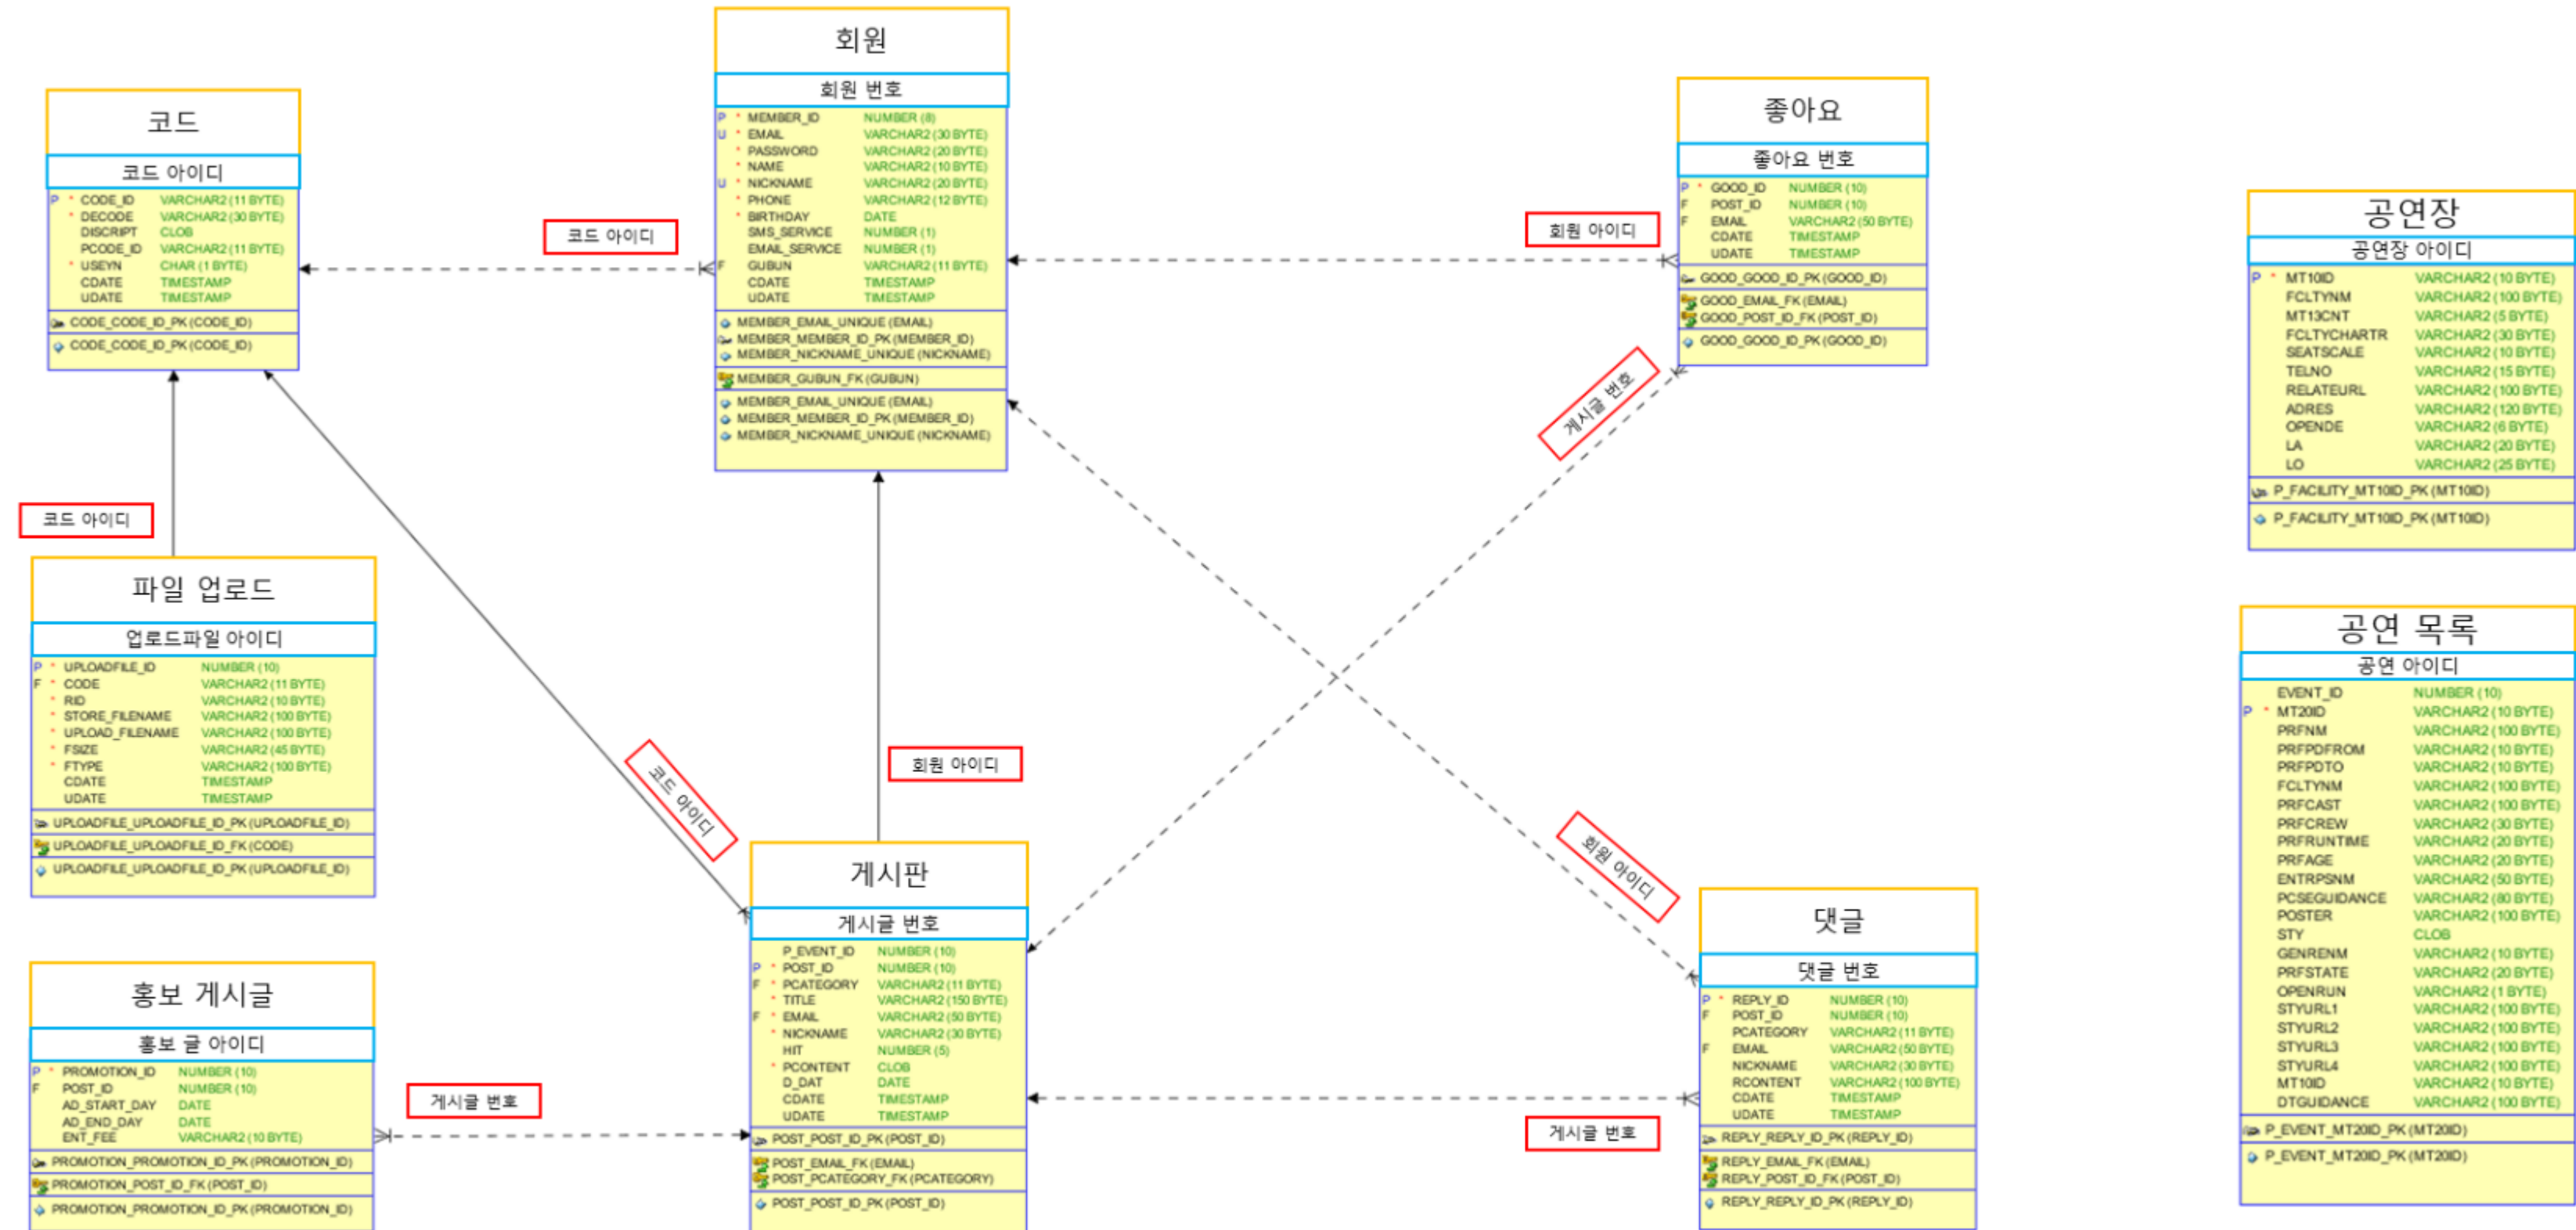 코드
코드 아이디
P * CODE_ID VARCHAR2 (11 BYTE)
* DECODE VARCHAR2 (30 BYTE)
DISCRIPT CLOB
PCODE_ID VARCHAR2 (11 BYTE)
* USEYN CHAR (1 BYTE)
CDATE TIMESTAMP
UDATE TIMESTAMP
CODE_CODE_ID_PK (CODE_ID)
CODE_CODE_ID_PK (CODE_ID)
코드 아이디
회원
회원 번호
P * MEMBER_ID NUMBER (8)
U * EMAIL VARCHAR2 (30 BYTE)
* PASSWORD VARCHAR2 (20 BYTE)
* NAME VARCHAR2 (10 BYTE)
U * NICKNAME VARCHAR2 (20 BYTE)
* PHONE VARCHAR2 (12 BYTE)
* BIRTHDAY DATE
SMS_SERVICE NUMBER (1)
EMAIL_SERVICE NUMBER (1)
F GUBUN VARCHAR2 (11 BYTE)
CDATE TIMESTAMP
UDATE TIMESTAMP
MEMBER_EMAIL_UNIQUE (EMAIL)
MEMBER_MEMBER_ID_PK (MEMBER_ID)
MEMBER_NICKNAME_UNIQUE (NICKNAME)
MEMBER_GUBUN_FK (GUBUN)
MEMBER_EMAIL_UNIQUE (EMAIL)
MEMBER_MEMBER_ID_PK (MEMBER_ID)
MEMBER_NICKNAME_UNIQUE (NICKNAME)
회원 아이디
좋아요
좋아요 번호
P * GOOD_ID NUMBER (10)
F POST_ID NUMBER (10)
F EMAIL VARCHAR2 (50 BYTE)
CDATE TIMESTAMP
UDATE TIMESTAMP
GOOD_GOOD_ID_PK (GOOD_ID)
GOOD_EMAIL_FK (EMAIL)
GOOD_POST_ID_FK (POST_ID)
GOOD_GOOD_ID_PK (GOOD_ID)
게시글 번호
공연장
공연장 아이디
P * MT10ID VARCHAR2 (10 BYTE)
FCLTYNM VARCHAR2 (100 BYTE)
MT13CNT VARCHAR2 (5 BYTE)
FCLTYCHARTR VARCHAR2 (30 BYTE)
SEATSCALE VARCHAR2 (10 BYTE)
TELNO VARCHAR2 (15 BYTE)
RELATEURL VARCHAR2 (100 BYTE)
ADRES VARCHAR2 (120 BYTE)
OPENDE VARCHAR2 (6 BYTE)
LA VARCHAR2 (20 BYTE)
LO VARCHAR2 (25 BYTE)
P_FACILITY_MT10ID_PK (MT10ID)
P_FACILITY_MT10ID_PK (MT10ID)
코드 아이디
파일 업로드
업로드파일 아이디
P * UPLOADFILE_ID NUMBER (10)
F * CODE VARCHAR2 (11 BYTE)
* RID VARCHAR2 (10 BYTE)
* STORE_FILENAME VARCHAR2 (100 BYTE)
* UPLOAD_FILENAME VARCHAR2 (100 BYTE)
* FSIZE VARCHAR2 (45 BYTE)
* FTYPE VARCHAR2 (100 BYTE)
CDATE TIMESTAMP
UDATE TIMESTAMP
UPLOADFILE_UPLOADFILE_ID_PK (UPLOADFILE_ID)
UPLOADFILE_UPLOADFILE_ID_FK (CODE)
UPLOADFILE_UPLOADFILE_ID_PK (UPLOADFILE_ID)
코드 아이디
회원 아이디
회원 아이디
공연 목록
공연 아이디
EVENT_ID NUMBER (10)
P * MT20ID VARCHAR2 (10 BYTE)
PRFNM VARCHAR2 (100 BYTE)
PRFPDFROM VARCHAR2 (10 BYTE)
PRFPDTO VARCHAR2 (10 BYTE)
FCLTYNM VARCHAR2 (100 BYTE)
PRFCAST VARCHAR2 (100 BYTE)
PRFCREW VARCHAR2 (30 BYTE)
PRFRUNTIME VARCHAR2 (20 BYTE)
PRFAGE VARCHAR2 (20 BYTE)
ENTRPSNM VARCHAR2 (50 BYTE)
PCSEGUIDANCE VARCHAR2 (80 BYTE)
POSTER VARCHAR2 (100 BYTE)
STY CLOB
GENRENM VARCHAR2 (10 BYTE)
PRFSTATE VARCHAR2 (20 BYTE)
OPENRUN VARCHAR2 (1 BYTE)
STYURL1 VARCHAR2 (100 BYTE)
STYURL2 VARCHAR2 (100 BYTE)
STYURL3 VARCHAR2 (100 BYTE)
STYURL4 VARCHAR2 (100 BYTE)
MT10ID VARCHAR2 (10 BYTE)
DTGUIDANCE VARCHAR2 (100 BYTE)
P_EVENT_MT20ID_PK (MT20ID)
P_EVENT_MT20ID_PK (MT20ID)
홍보 게시글
홍보 글 아이디
P * PROMOTION_ID NUMBER (10)
F POST_ID NUMBER (10)
AD_START_DAY DATE
AD_END_DAY DATE
ENT_FEE VARCHAR2 (10 BYTE)
PROMOTION_PROMOTION_ID_PK (PROMOTION_ID)
PROMOTION_POST_ID_FK (POST_ID)
PROMOTION_PROMOTION_ID_PK (PROMOTION_ID)
게시글 번호
게시판
게시글 번호
P_EVENT_ID NUMBER (10)
P * POST_ID NUMBER (10)
F * PCATEGORY VARCHAR2 (11 BYTE)
* TITLE VARCHAR2 (150 BYTE)
F * EMAIL VARCHAR2 (50 BYTE)
* NICKNAME VARCHAR2 (30 BYTE)
HIT NUMBER (5)
* PCONTENT CLOB
D_DAT DATE
CDATE TIMESTAMP
UDATE TIMESTAMP
POST_POST_ID_PK (POST_ID)
POST_EMAIL_FK (EMAIL)
POST_PCATEGORY_FK (PCATEGORY)
POST_POST_ID_PK (POST_ID)
게시글 번호
댓글
댓글 번호
P * REPLY_ID NUMBER (10)
F POST_ID NUMBER (10)
PCATEGORY VARCHAR2 (11 BYTE)
F EMAIL VARCHAR2 (50 BYTE)
NICKNAME VARCHAR2 (30 BYTE)
RCONTENT VARCHAR2 (100 BYTE)
CDATE TIMESTAMP
UDATE TIMESTAMP
REPLY_REPLY_ID_PK (REPLY_ID)
REPLY_EMAIL_FK (EMAIL)
REPLY_POST_ID_FK (POST_ID)
REPLY_REPLY_ID_PK (REPLY_ID)